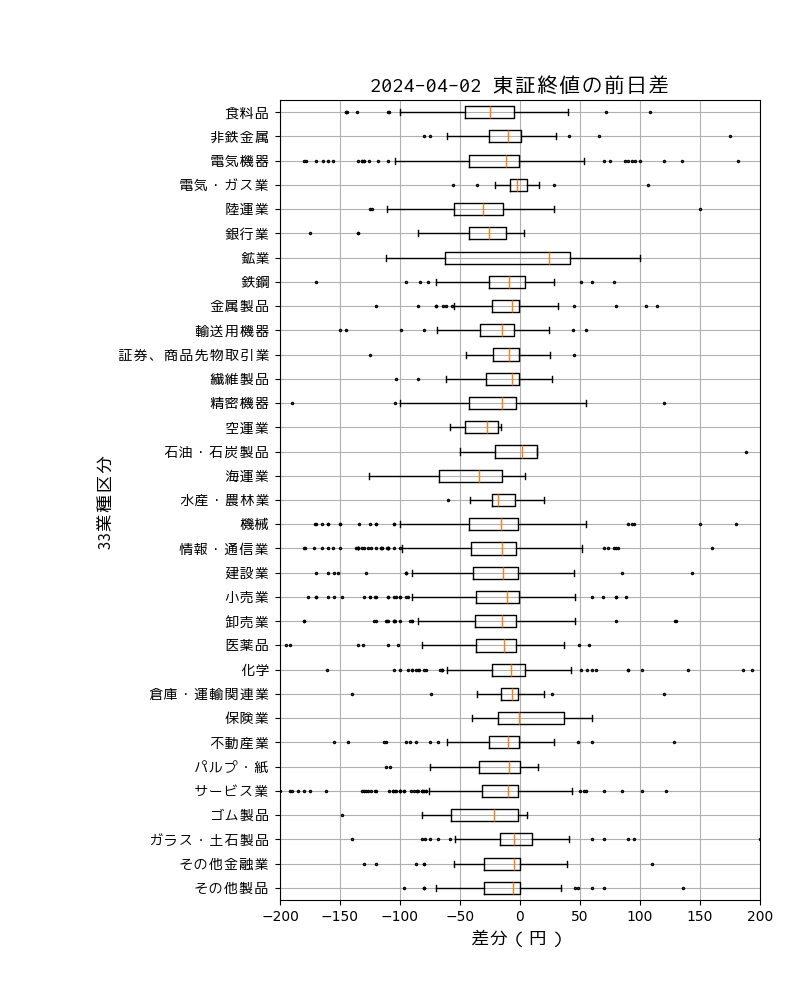 2024-04-02 東証終値の前日差
食料品
非鉄金属
電気機器
電気・ガス業
陸運業
銀行業
鉱業
鉄鋼
金属製品
輸送用機器
証券、商品先物取引業
繊維製品
精密機器
空運業
石油・石炭製品
海運業
水産・農林業
機械
情報・通信業
建設業
小売業
卸売業
医薬品
化学
倉庫・運輸関連業
保険業
不動産業
パルプ・紙
サービス業
ゴム製品
ガラス・土石製品
その他金融業
その他製品
33業種区分
−200 −150 −100 −50 0 50 100 150 200
差分（円）